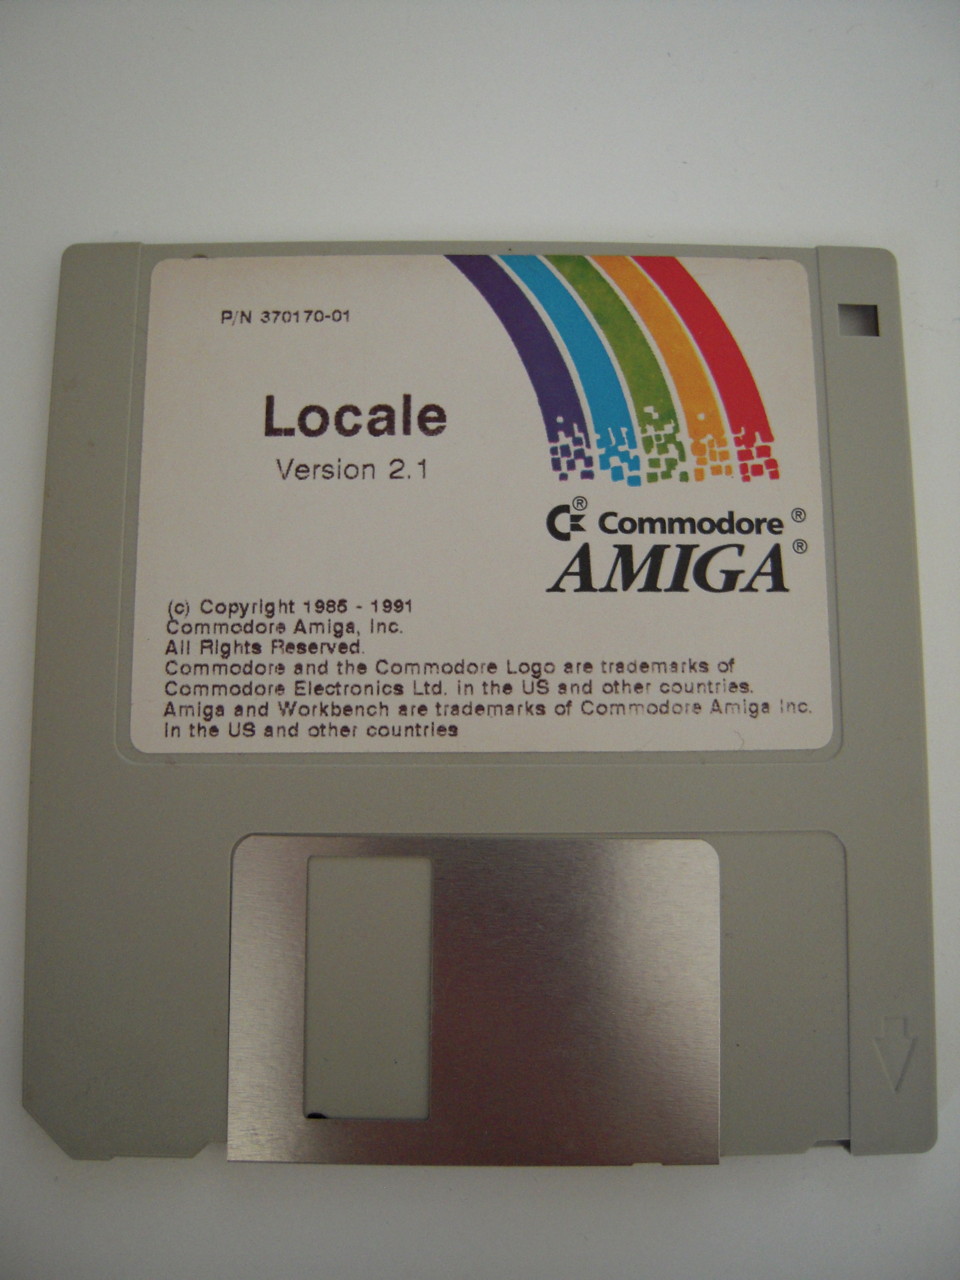 P/N 370170-01
Locale
Version 2.1
C® Commodore ®
AMIGA®
(c) Copyright 1985 - 1991
Commodore Amiga, Inc.
All Rights Reserved.
Commodore and the Commodore Logo are trademarks of
Commodore Electronics Ltd. in the US and other countries.
Amiga and Workbench are trademarks of Commodore Amiga Inc.
in the US and other countries